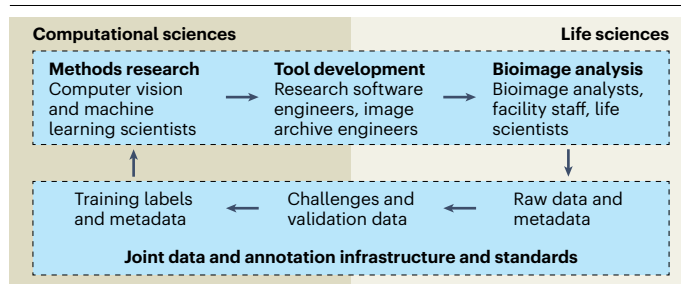 Computational sciences
Life sciences
Methods research
Computer vision
and machine
learning scientists
Tool development
Research software
engineers, image
archive engineers
Bioimage analysis
Bioimage analysts,
facility staff, life
scientists
Training labels
and metadata
Challenges and
validation data
Raw data and
metadata
Joint data and annotation infrastructure and standards